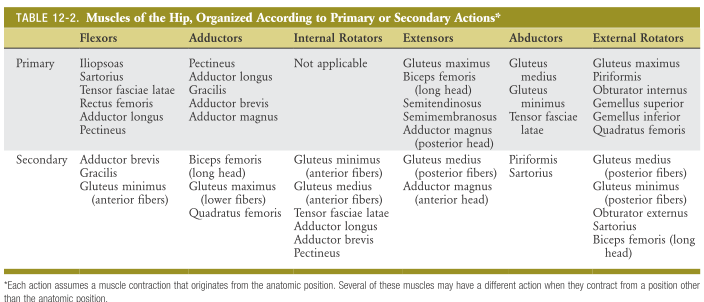 TABLE 12-2. Muscles of the Hip, Organized According to Primary or Secondary Actions*
Flexors Adductors Internal Rotators Extensors Abductors External Rotators
Primary Iliopsoas Pectineus Not applicable Gluteus maximus Gluteus Gluteus maximus
Sartorius Adductor longus Biceps femoris medius Piriformis
Tensor fasciae latae Gracilis (long head) Gluteus Obturator internus
Rectus femoris Adductor brevis Semitendinosus minimus Gemellus superior
Adductor longus Adductor magnus Semimembranosus Tensor fasciae Gemellus inferior
Pectineus Adductor magnus latae Quadratus femoris
(posterior head)
Secondary Adductor brevis Biceps femoris Gluteus minimus Gluteus medius Piriformis Gluteus medius
Gracilis (long head) (anterior fibers) (posterior fibers) Sartorius (posterior fibers)
Gluteus minimus Gluteus maximus Gluteus medius Adductor magnus Gluteus minimus
(anterior fibers) (lower fibers) (anterior fibers) (anterior head) (posterior fibers)
Quadratus femoris Tensor fasciae latae Obturator externus
Adductor longus Sartorius
Adductor brevis Biceps femoris (long
Pectineus head)
*Each action assumes a muscle contraction that originates from the anatomic position. Several of these muscles may have a different action when they contract from a position other
than the anatomic position.